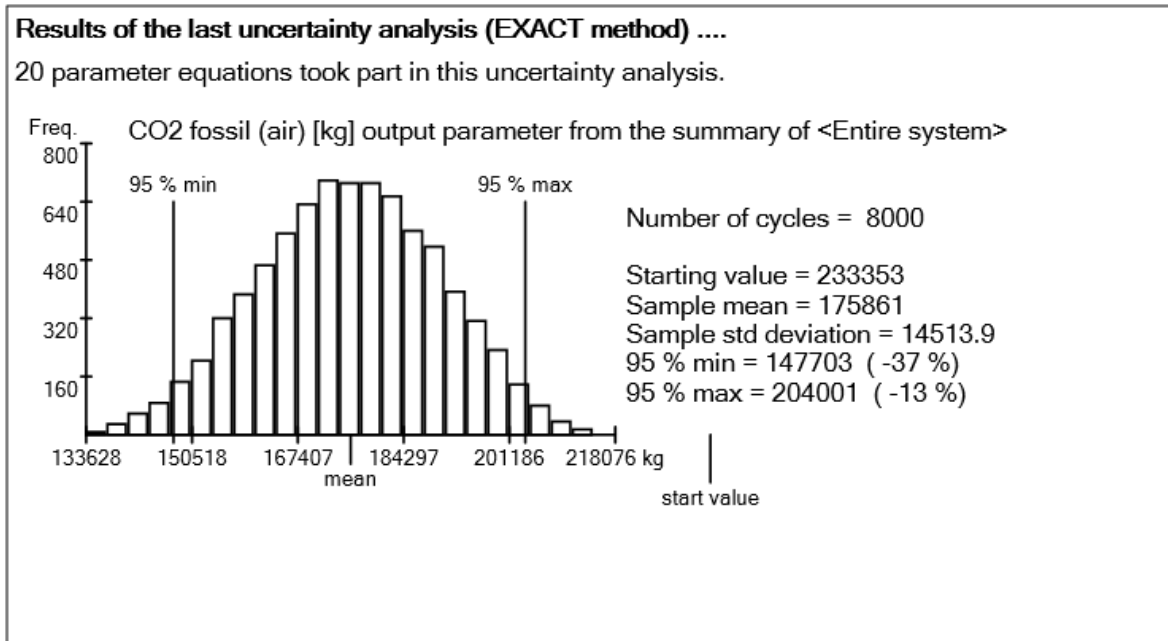 Results of the last uncertainty analysis (EXACT method) ....
20 parameter equations took part in this uncertainty analysis.
Freq.
CO2 fossil (air) [kg] output parameter from the summary of <Entire system>
800
640
480
320
160
95 % min
95 % max
Number of cycles = 8000
Starting value = 233353
Sample mean = 175861
Sample std deviation = 14513.9
95 % min = 147703 ( -37 %)
95 % max = 204001 ( -13 %)
133628 150518 167407 184297 201186 218076 kg
mean
start value